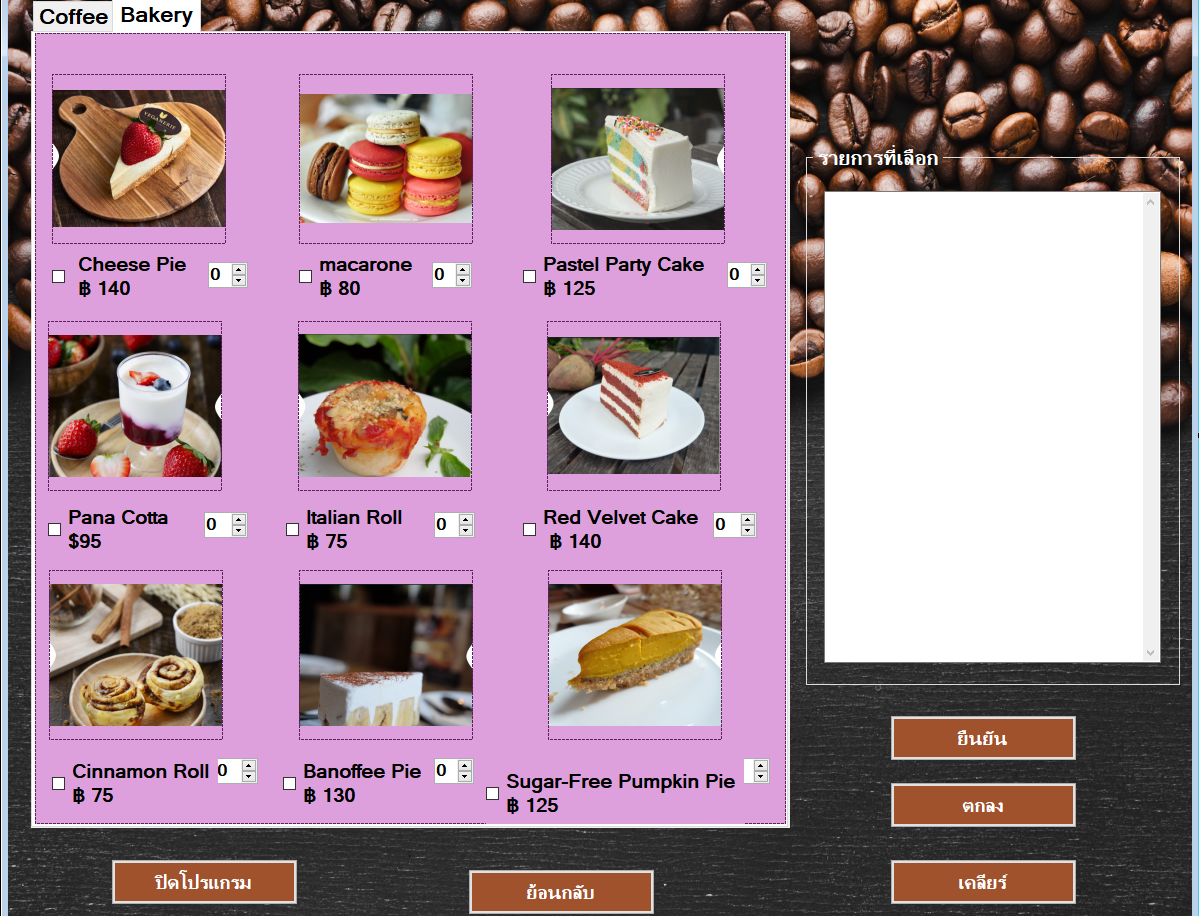 Coffee
Bakery
รายการที่เลือก
VEGANERIE
Cheese Pie
฿ 140
0
macarone
฿ 80
0
Pastel Party Cake
฿ 125
0
Pana Cotta
$95
0
Italian Roll
฿ 75
0
Red Velvet Cake
฿ 140
0
Cinnamon Roll
฿ 75
0
Banoffee Pie
฿ 130
0
Sugar-Free Pumpkin Pie
฿ 125
ยืนยัน
ตกลง
เคลียร์
ปิดโปรแกรม
ย้อนกลับ